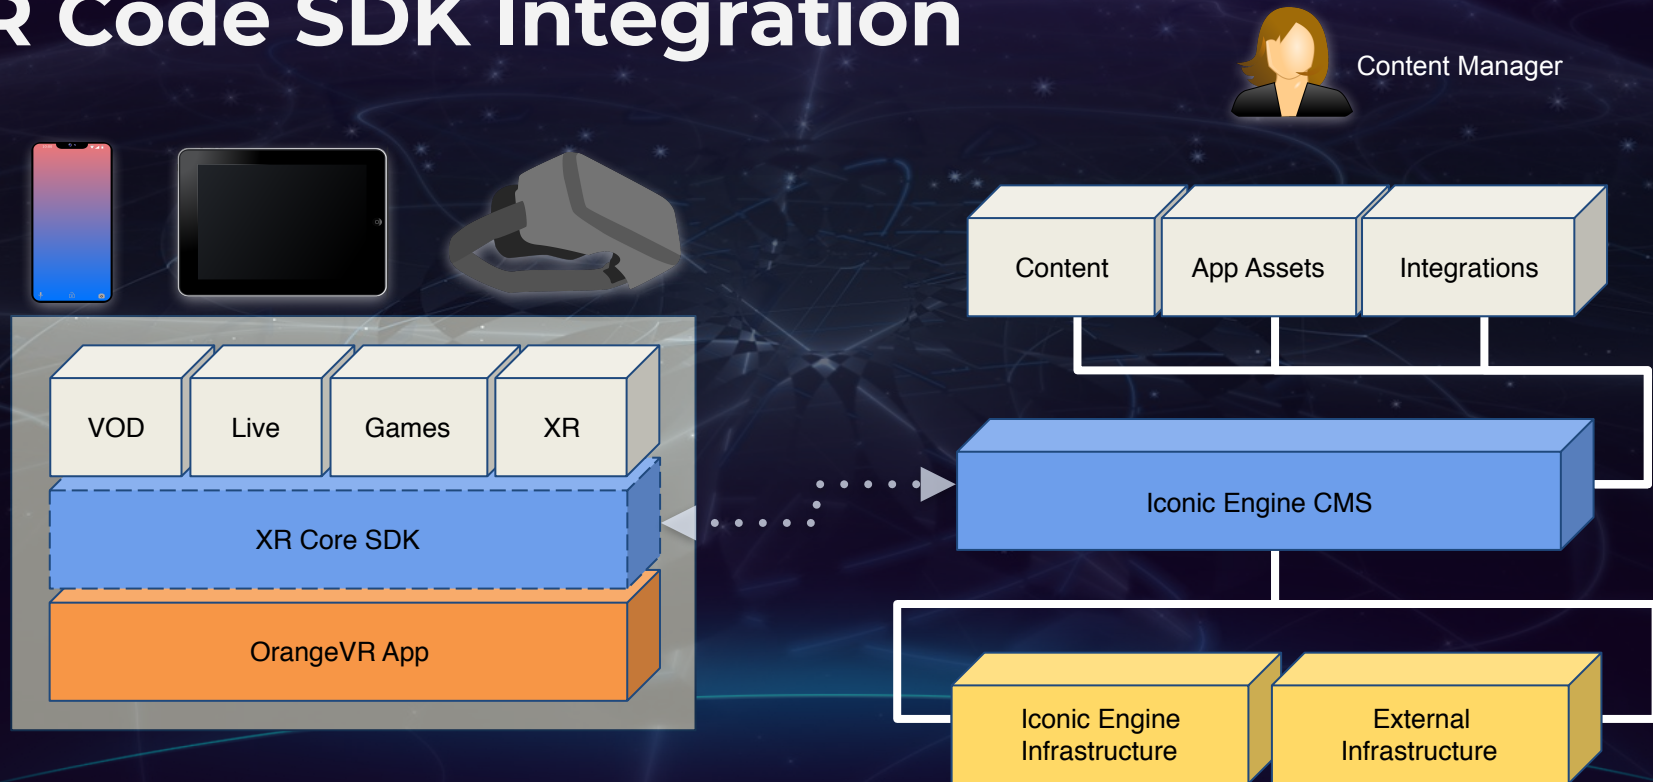 R Code SDK Integration
Content Manager
Content
App Assets
Integrations
VOD
Live
Games
XR
XR Core SDK
Iconic Engine CMS
OrangeVR App
Iconic Engine
Infrastructure
External
Infrastructure